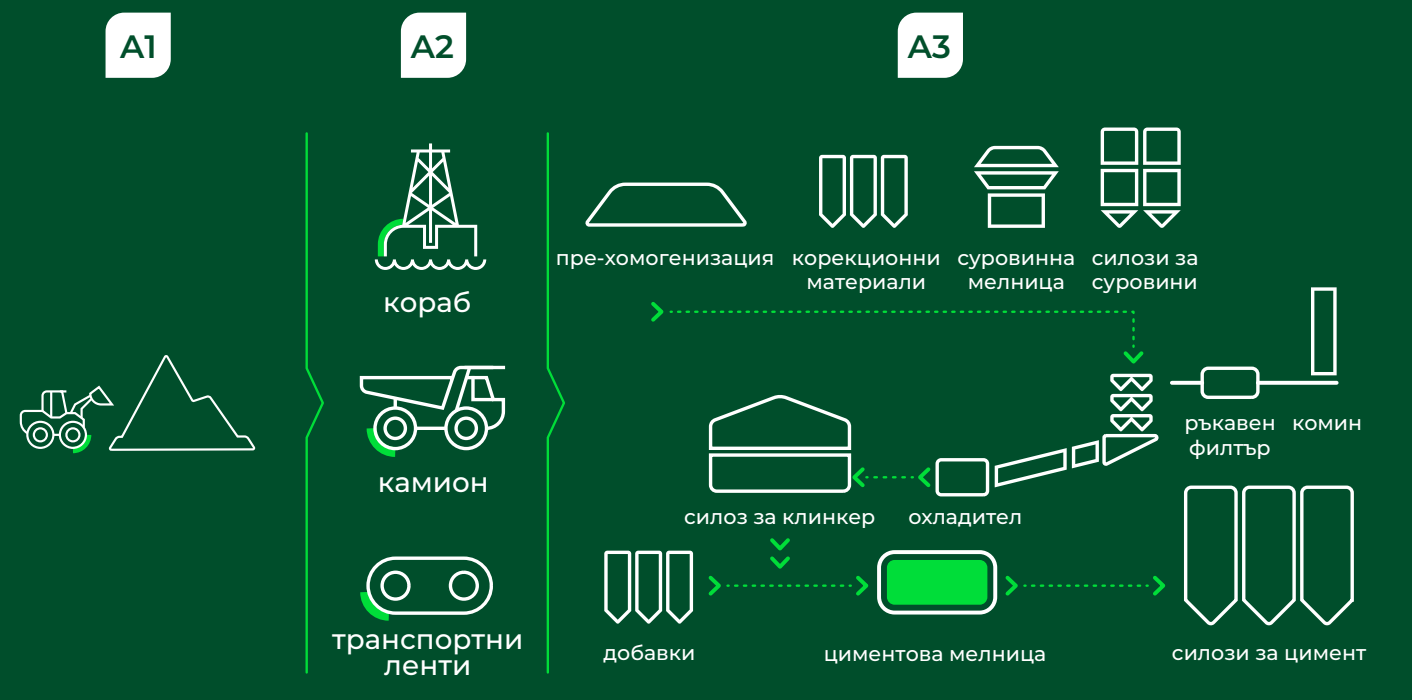 A1
A2
A3
кораб
камион
транспортни
ленти
пре-хомогенизация
корекционни
материали
суровинна
мелница
силози за
суровини
ръкавен
филтър
комин
силоз за клинкер
охладител
добавки
циментова мелница
силози за цимент